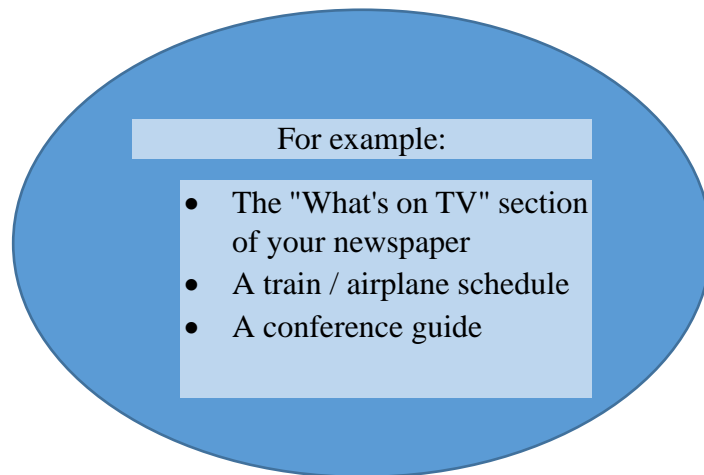 For example:
• The "What's on TV" section
of your newspaper
• A train / airplane schedule
• A conference guide